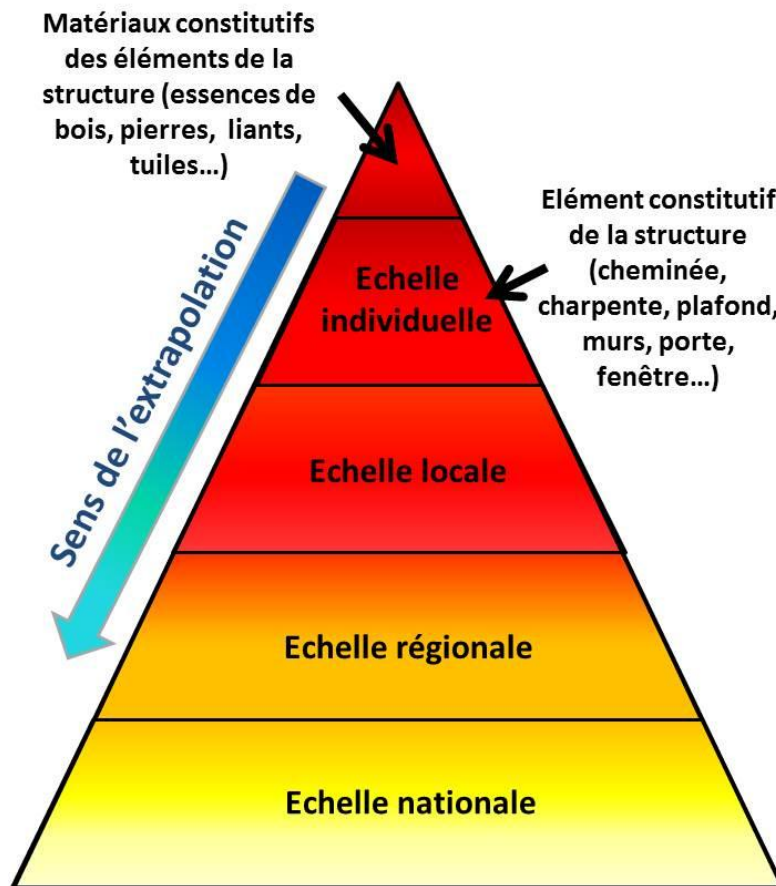 Matériaux constitutifs
des éléments de la
structure (essences de
bois, pierres, liants,
tuiles…)
Elément constitutif
de la structure
(cheminée,
charpente, plafond,
murs, porte,
fenêtre…)
Sens de l'extrapolation
Echelle
individuelle
Echelle locale
Echelle régionale
Echelle nationale